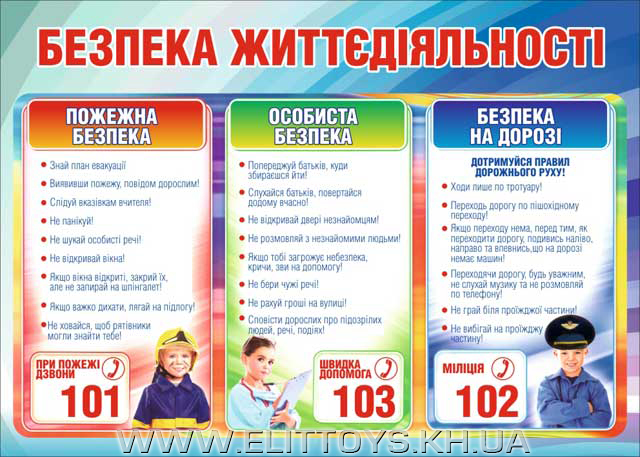 БЕЗПЕКА ЖИТТЄДІЯЛЬНОСТІ
ПОЖЕЖНА
БЕЗПЕКА
Знай план евакуації
Виявивши пожежу, повідом дорослим!
Слідуй вказівкам вчителя!
Не панікуй!
Не шукай особисті речі!
Не відкривай вікна!
Якщо вікна відкриті, закрий їх,
але не запирай на шпінгалет!
Якщо важко дихати, лягай на підлогу!
Не ховайся, щоб рятівники
могли знайти тебе!
ПРИ ПОЖЕЖІ
ДЗВОНИ
101
ОСОБИСТА
БЕЗПЕКА
Попереджуй батьків, куди
збираєшся йти!
Слухайся батьків, повертайся
додому вчасно!
Не відкривай двері незнайомцям!
Не розмовляй з незнайомими людьми!
Якщо тобі загрожує небезпека,
кричи, зви на допомогу!
Не бери чужі речі!
Не рахуй гроші на вулиці!
Сповісти дорослих про підозрілих
людей, речі, подіях!
ШВИДКА
ДОПОМОГА
103
БЕЗПЕКА
НА ДОРОЗІ
ДОТРИМУЙСЯ ПРАВИЛ
ДОРОЖНЬОГО РУХУ!
Ходи лише по тротуару!
Переходь дорогу по пішохідному
переходу!
Якщо переходу нема, перед тим, як
переходити дорогу, подивись наліво,
направо та впевнись,що на дорозі
немає машин!
Переходячи дорогу, будь уважним,
не слухай музику та не розмовляй
по телефону!
Не грай біля проїжджої частини!
Не вибігай на проїжджу
частину!
МІЛІЦІЯ
102
WWW.ELITTOYS.KH.UA